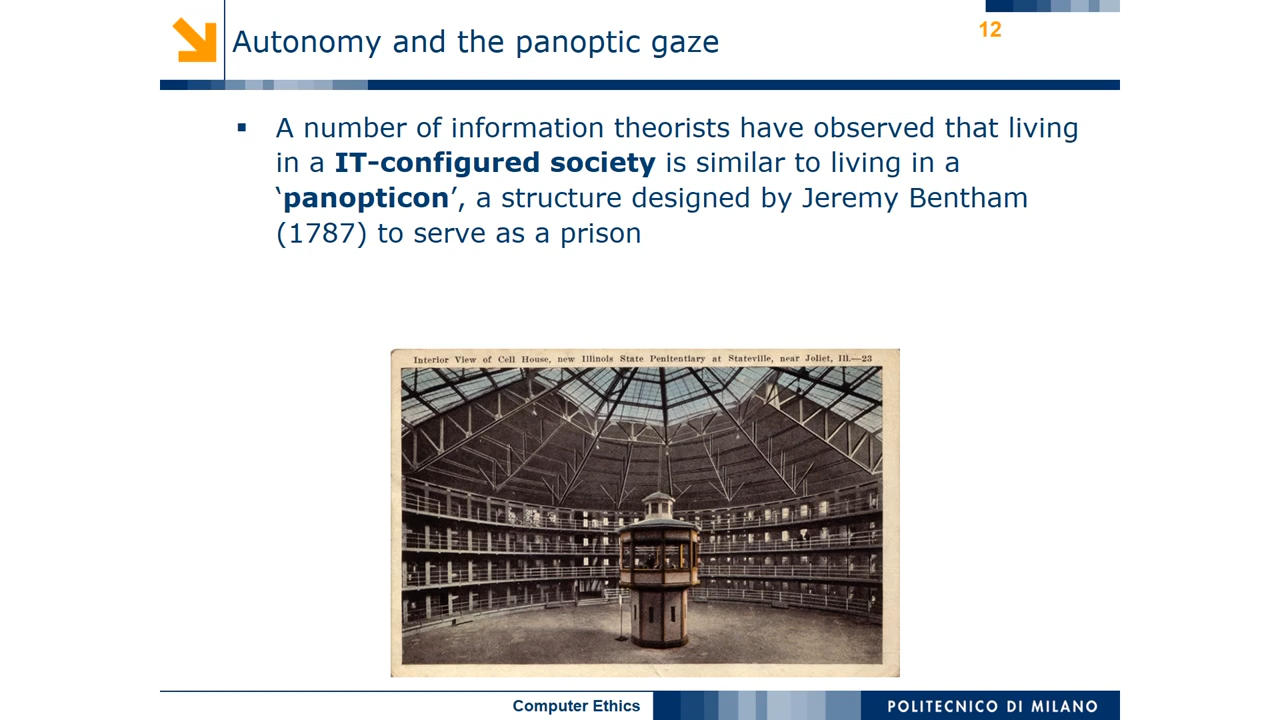 Autonomy and the panoptic gaze
12
▪ A number of information theorists have observed that living
in a IT-configured society is similar to living in a
‘panopticon’, a structure designed by Jeremy Bentham
(1787) to serve as a prison
Interior View of Cell House, new Illinois State Penitentiary at Stateville, near Joliet, Ill.—23
Computer Ethics
POLITECNICO DI MILANO